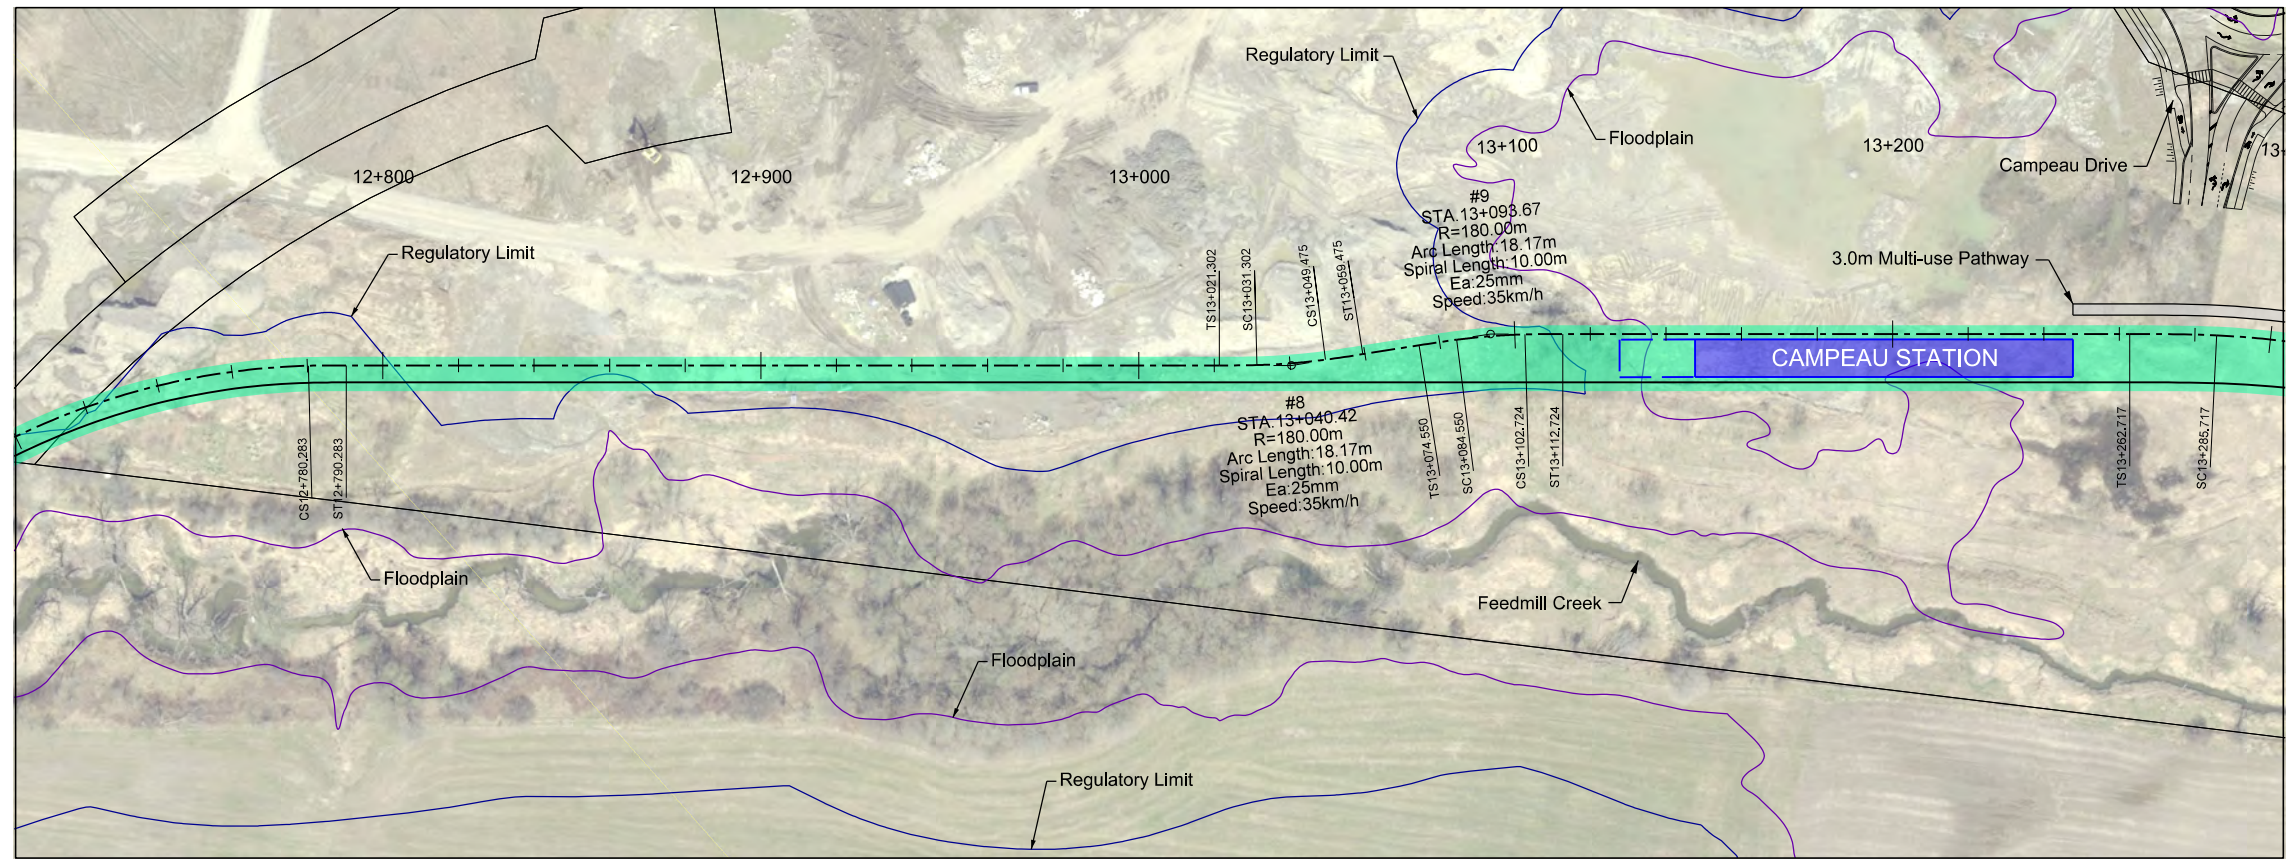 Regulatory Limit
Floodplain
13+100
13+200
Campeau Drive
12+800
12+900
13+000
#9
STA.13+093.67
R=180.00m
Arc Length:18.17m
Spiral Length:10.00m
Ea:25mm
Speed:35km/h
Regulatory Limit
3.0m Multi-use Pathway
TS13+021.302
SC13+031.302
CS13+049.475
ST13+059.475
CAMPEAU STATION
#8
STA.13+040.42
R=180.00m
Arc Length:18.17m
Spiral Length:10.00m
Ea:25mm
Speed:35km/h
CS12+780.283
ST12+790.283
TS13+074.550
SC13+084.550
CS13+102.724
ST13+112.724
TS13+262.717
SC13+285.717
Floodplain
Feedmill Creek
Floodplain
Regulatory Limit